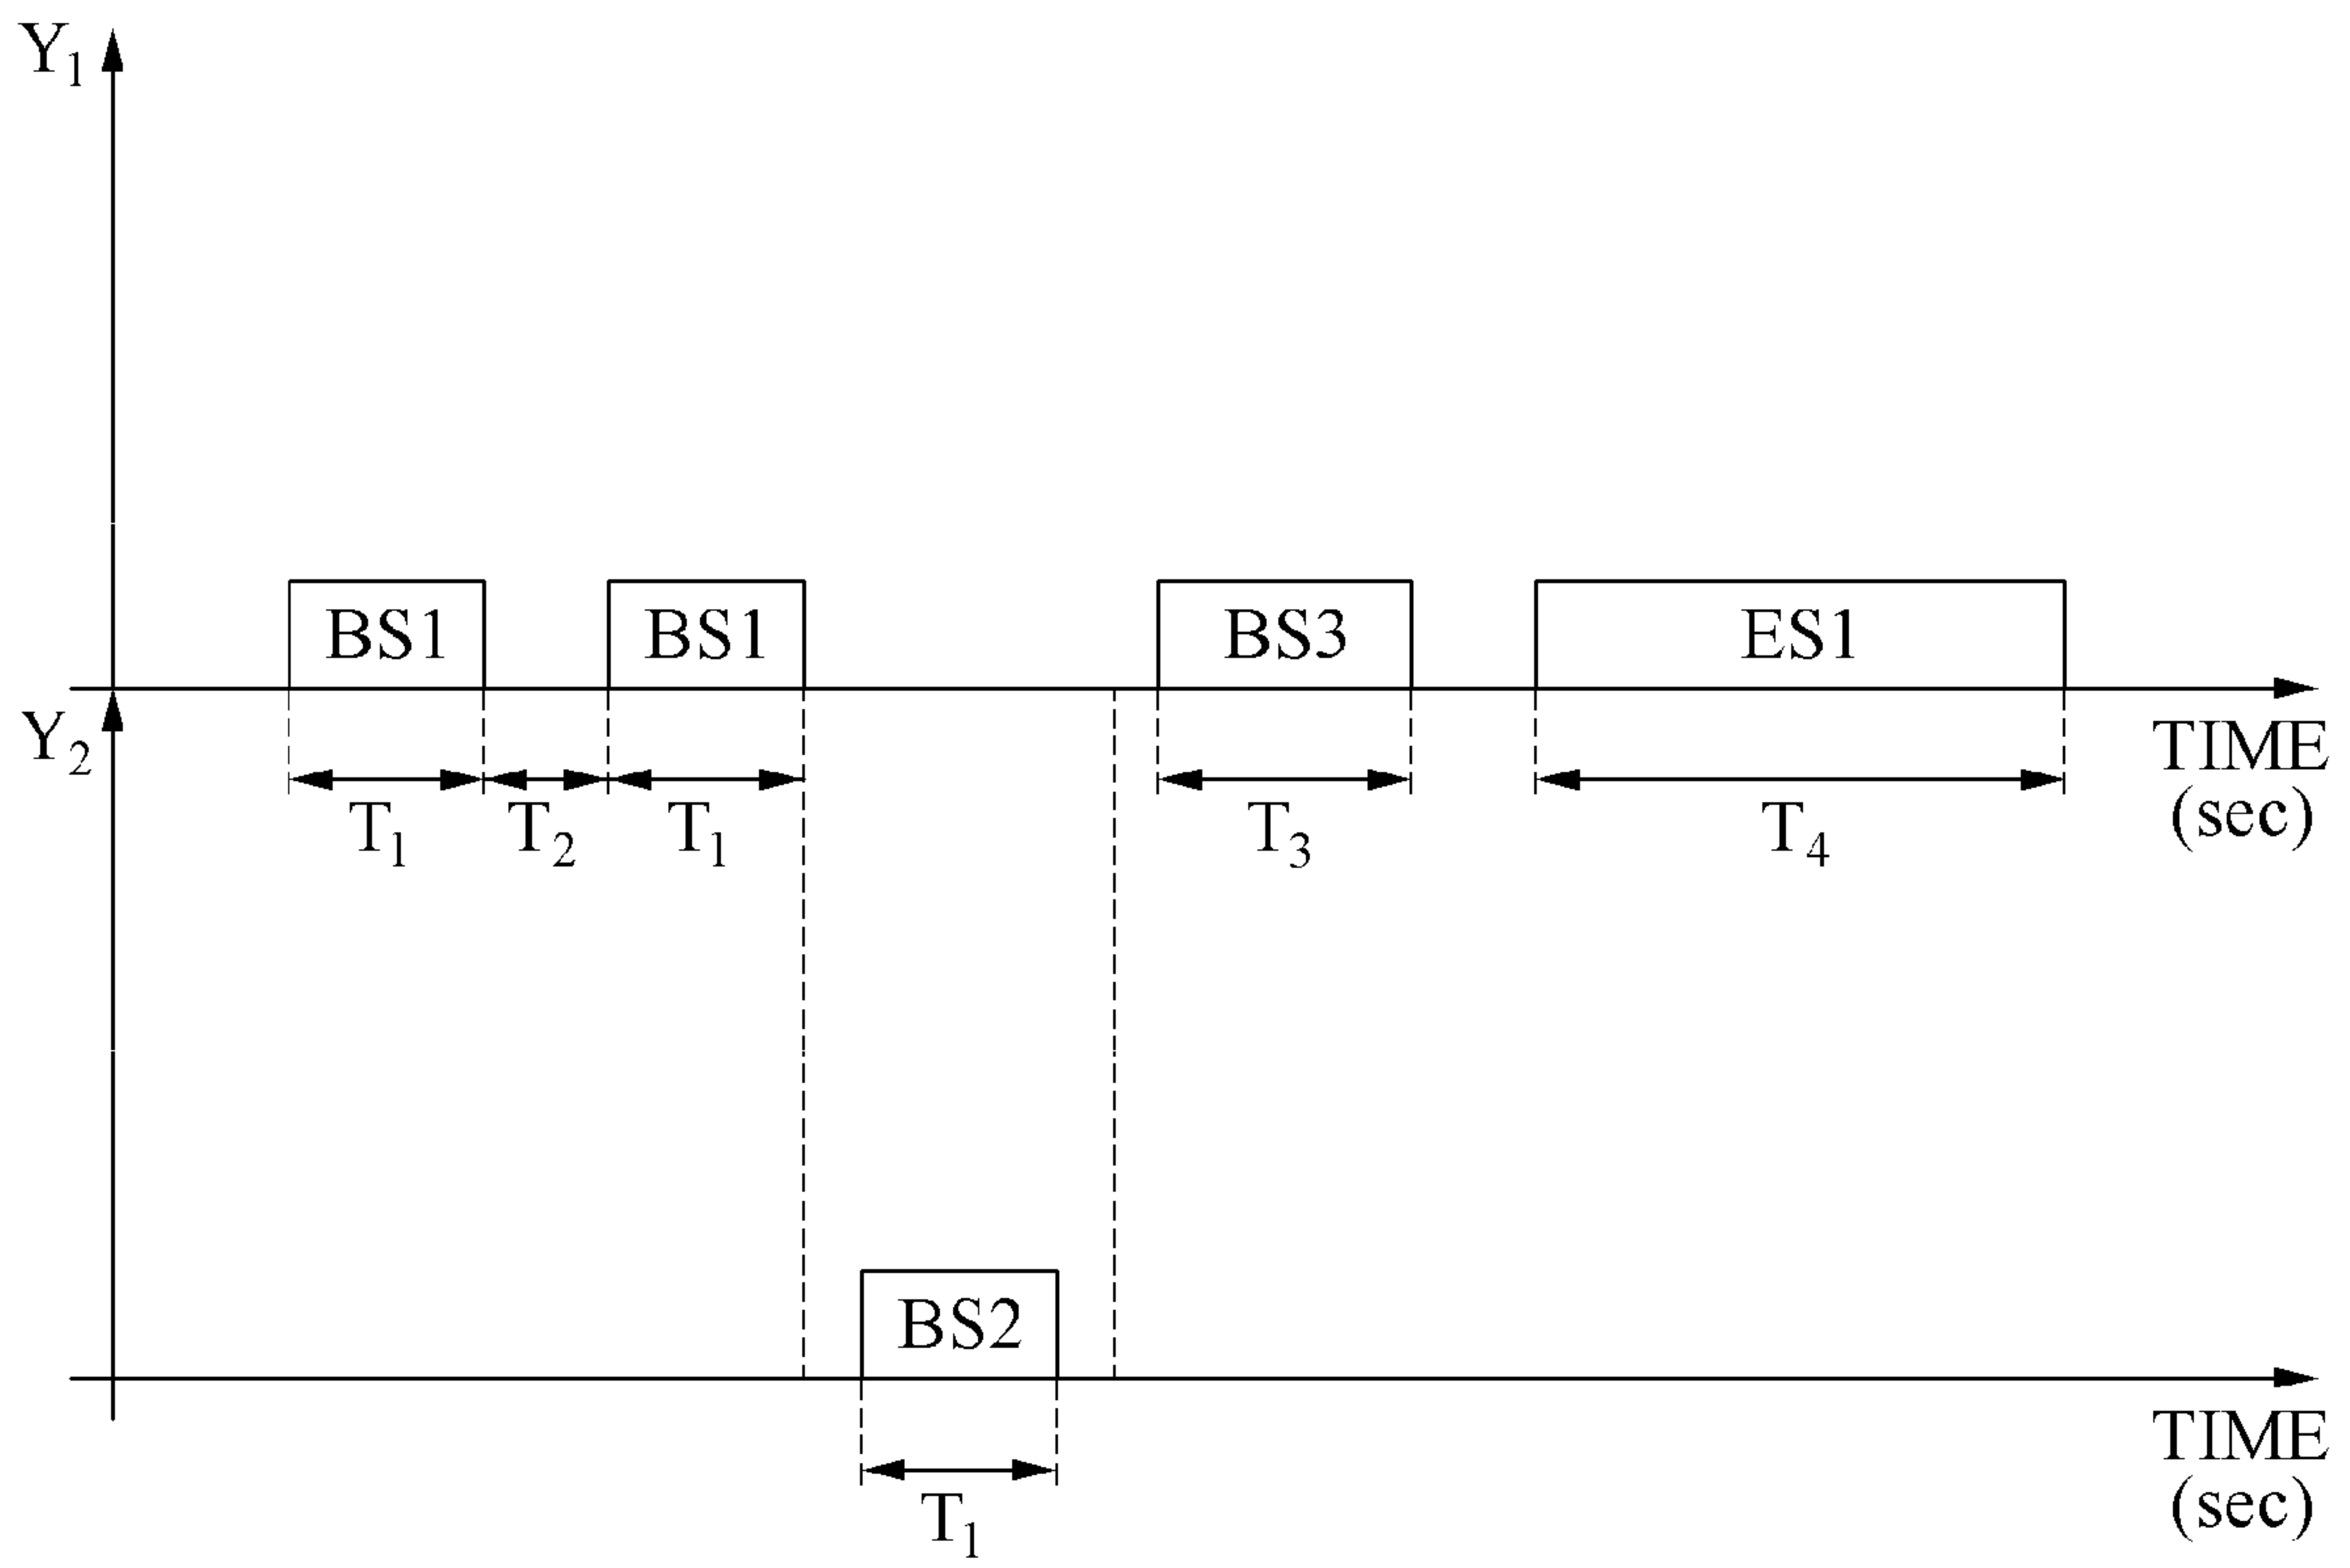 Y1
BS1 BS1 BS3 ES1
Y2
TIME
(sec)
T1 T2 T1 T3 T4
BS2
TIME
(sec)
T1